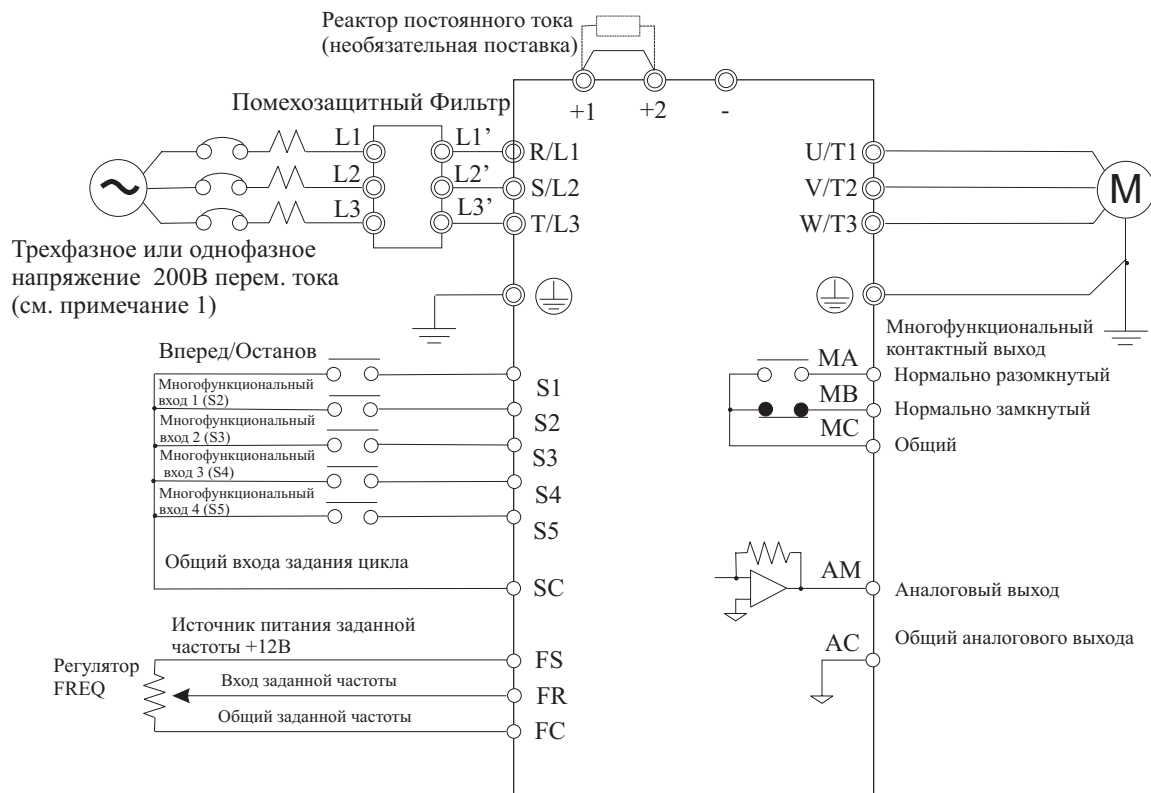 Реактор постоянного тока
(необязательная поставка)
+1
+2
-
Помехозащитный Фильтр
L1
L1’
R/L1
U/T1
L2
L2’
S/L2
V/T2
L3
L3’
T/L3
W/T3
M
Трехфазное или однофазное
напряжение 200В перем. тока
(см. примечание 1)
Многофункциональный
контактный выход
Вперед/Останов
MA
Нормально разомкнутый
S1
Многофункциональный
вход 1 (S2)
MB
Нормально замкнутый
S2
Многофункциональный
вход 2 (S3)
MC
Общий
S3
Многофункциональный
вход 3 (S4)
S4
Многофункциональный
вход 4 (S5)
S5
Общий входа задания цикла
SC
AM
Аналоговый выход
Источник питания заданной
частоты +12В
FS
AC
Общий аналогового выхода
Регулятор
FREQ
Вход заданной частоты
FR
Общий заданной частоты
FC